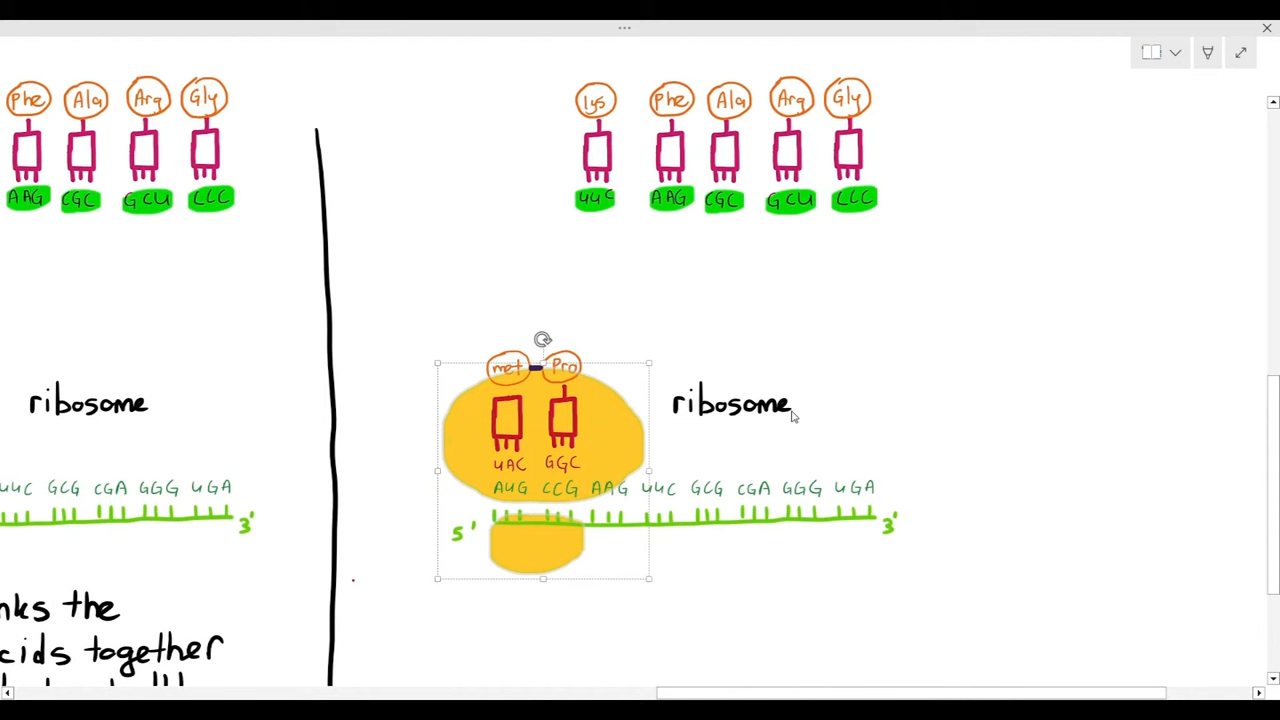 Phe Ala Arg Gly
AAG CGC GCU CCC
lys Phe Ala Arg Gly
UUC AAG CGC GCU CCC
met Pro
ribosome
ribosome
UAC GGC
UUC GCG CGA GGG UGA
3'
AUG CCG AAG UUC GCG CGA GGG UGA
5' 3'
nks the
cids together